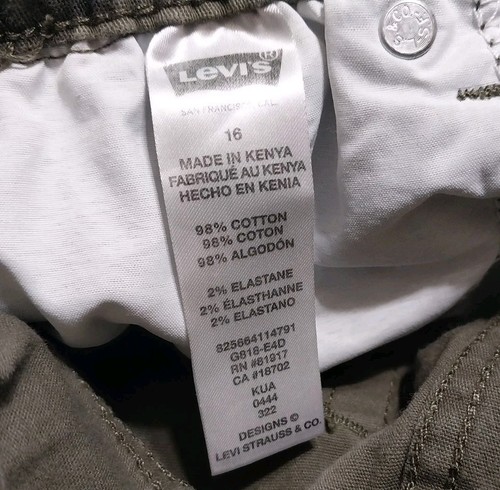 Levi's®
SAN FRANCISCO, CAL.
16
MADE IN KENYA
FABRIQUÉ AU KENYA
HECHO EN KENIA
98% COTTON
98% COTON
98% ALGODÓN
2% ELASTANE
2% ÉLASTHANNE
2% ELASTANO
825664114791
G818-E4D
RN #81917
CA #18702
KUA
0444
322
DESIGNS ©
LEVI STRAUSS & CO.